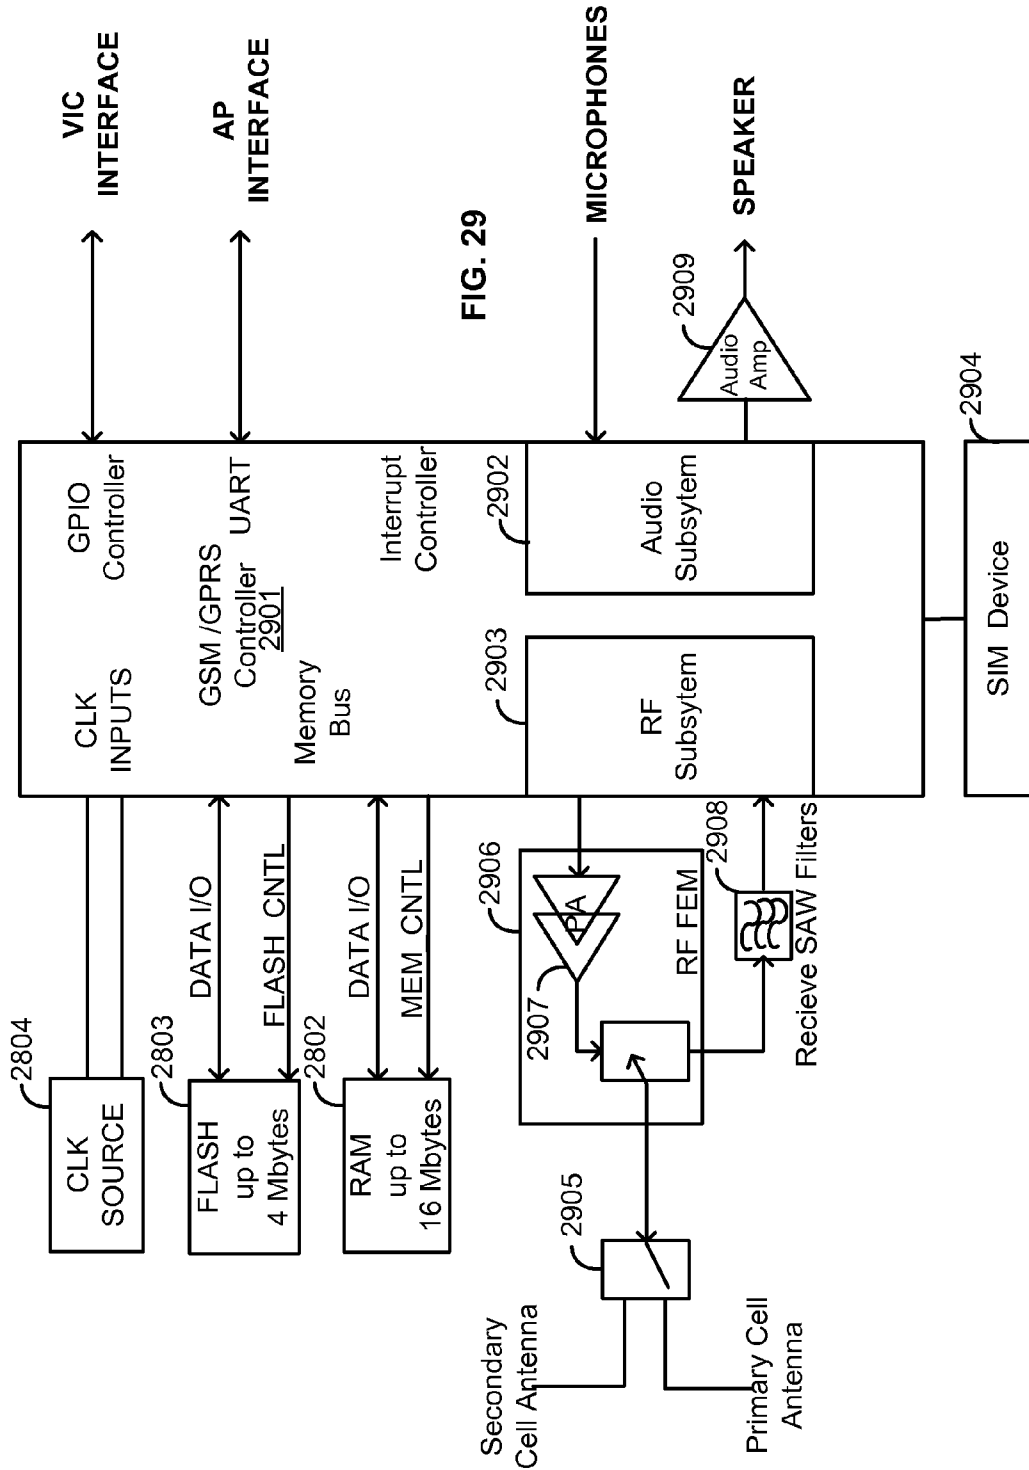 2804
CLK
SOURCE
CLK
INPUTS
GPIO
Controller
VIC
INTERFACE
2803
FLASH
up to
4 Mbytes
DATA I/O
FLASH CNTL
GSM /GPRS
Controller
2901
UART
AP
INTERFACE
2802
RAM
up to
16 Mbytes
DATA I/O
MEM CNTL
Memory
Bus
Interrupt
Controller
FIG. 29
Secondary
Cell Antenna
Primary Cell
Antenna
2905
2906
2907
PA
RF FEM
2908
Recieve SAW Filters
2903
RF
Subsytem
2902
Audio
Subsytem
MICROPHONES
2909
Audio
Amp
SPEAKER
SIM Device
2904